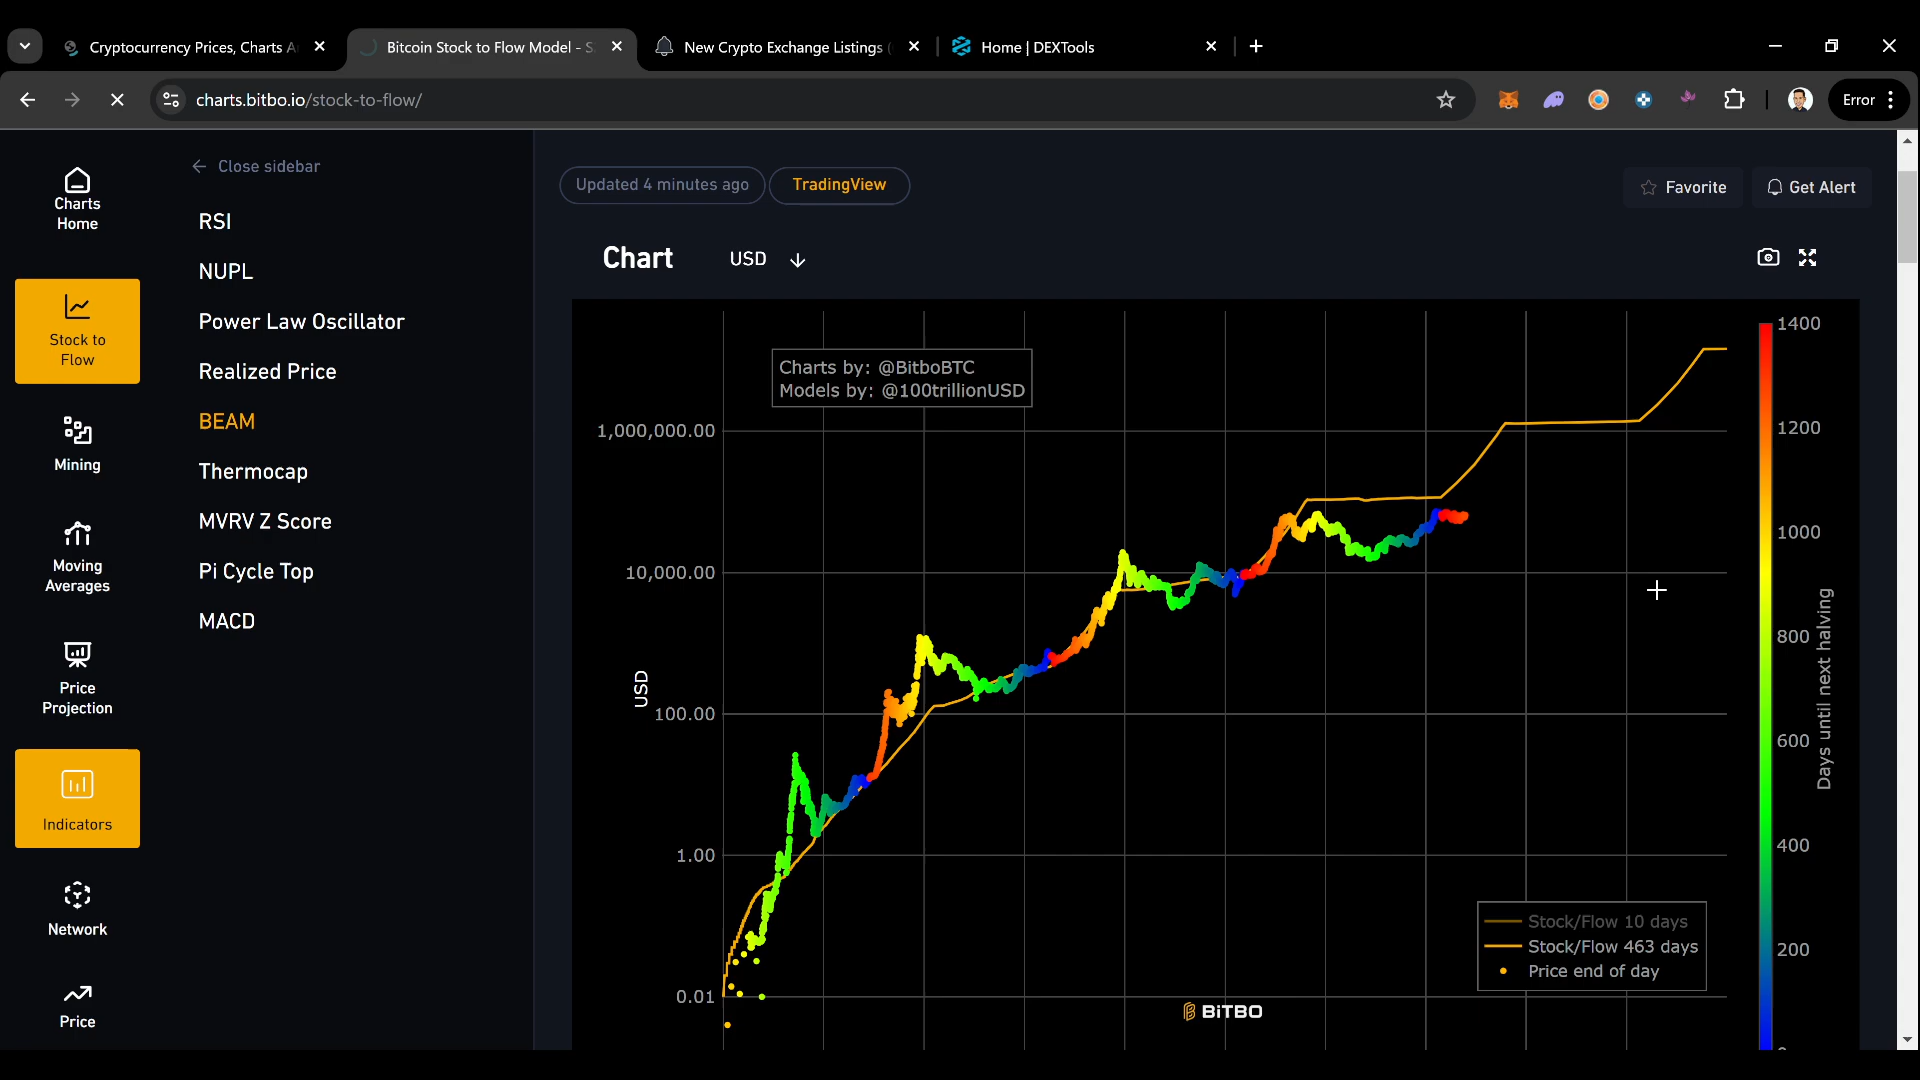 Cryptocurrency Prices, Charts A
Bitcoin Stock to Flow Model - S
New Crypto Exchange Listings (
Home | DEXTools
charts.bitbo.io/stock-to-flow/
Error
Charts
Home
Stock to
Flow
Mining
Moving
Averages
Price
Projection
Indicators
Network
Price
Close sidebar
RSI
NUPL
Power Law Oscillator
Realized Price
BEAM
Thermocap
MVRV Z Score
Pi Cycle Top
MACD
Updated 4 minutes ago
TradingView
Favorite
Get Alert
Chart
USD
Charts by: @BitboBTC
Models by: @100trillionUSD
1,000,000.00
10,000.00
100.00
1.00
0.01
USD
Stock/Flow 10 days
Stock/Flow 463 days
Price end of day
BiTBO
1400
1200
1000
800
600
400
200
Days until next halving